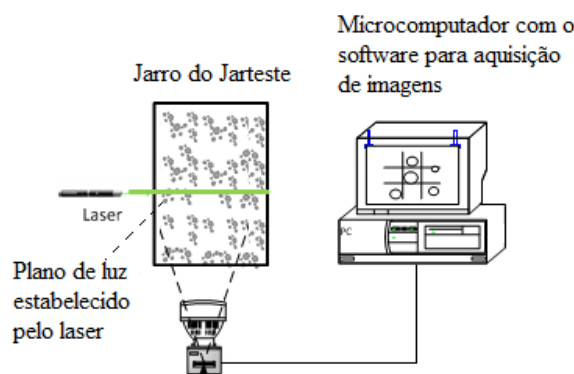 Microcomputador com o
software para aquisição
de imagens
Jarro do Jarteste
Laser
Plano de luz
estabelecido
pelo laser
PC